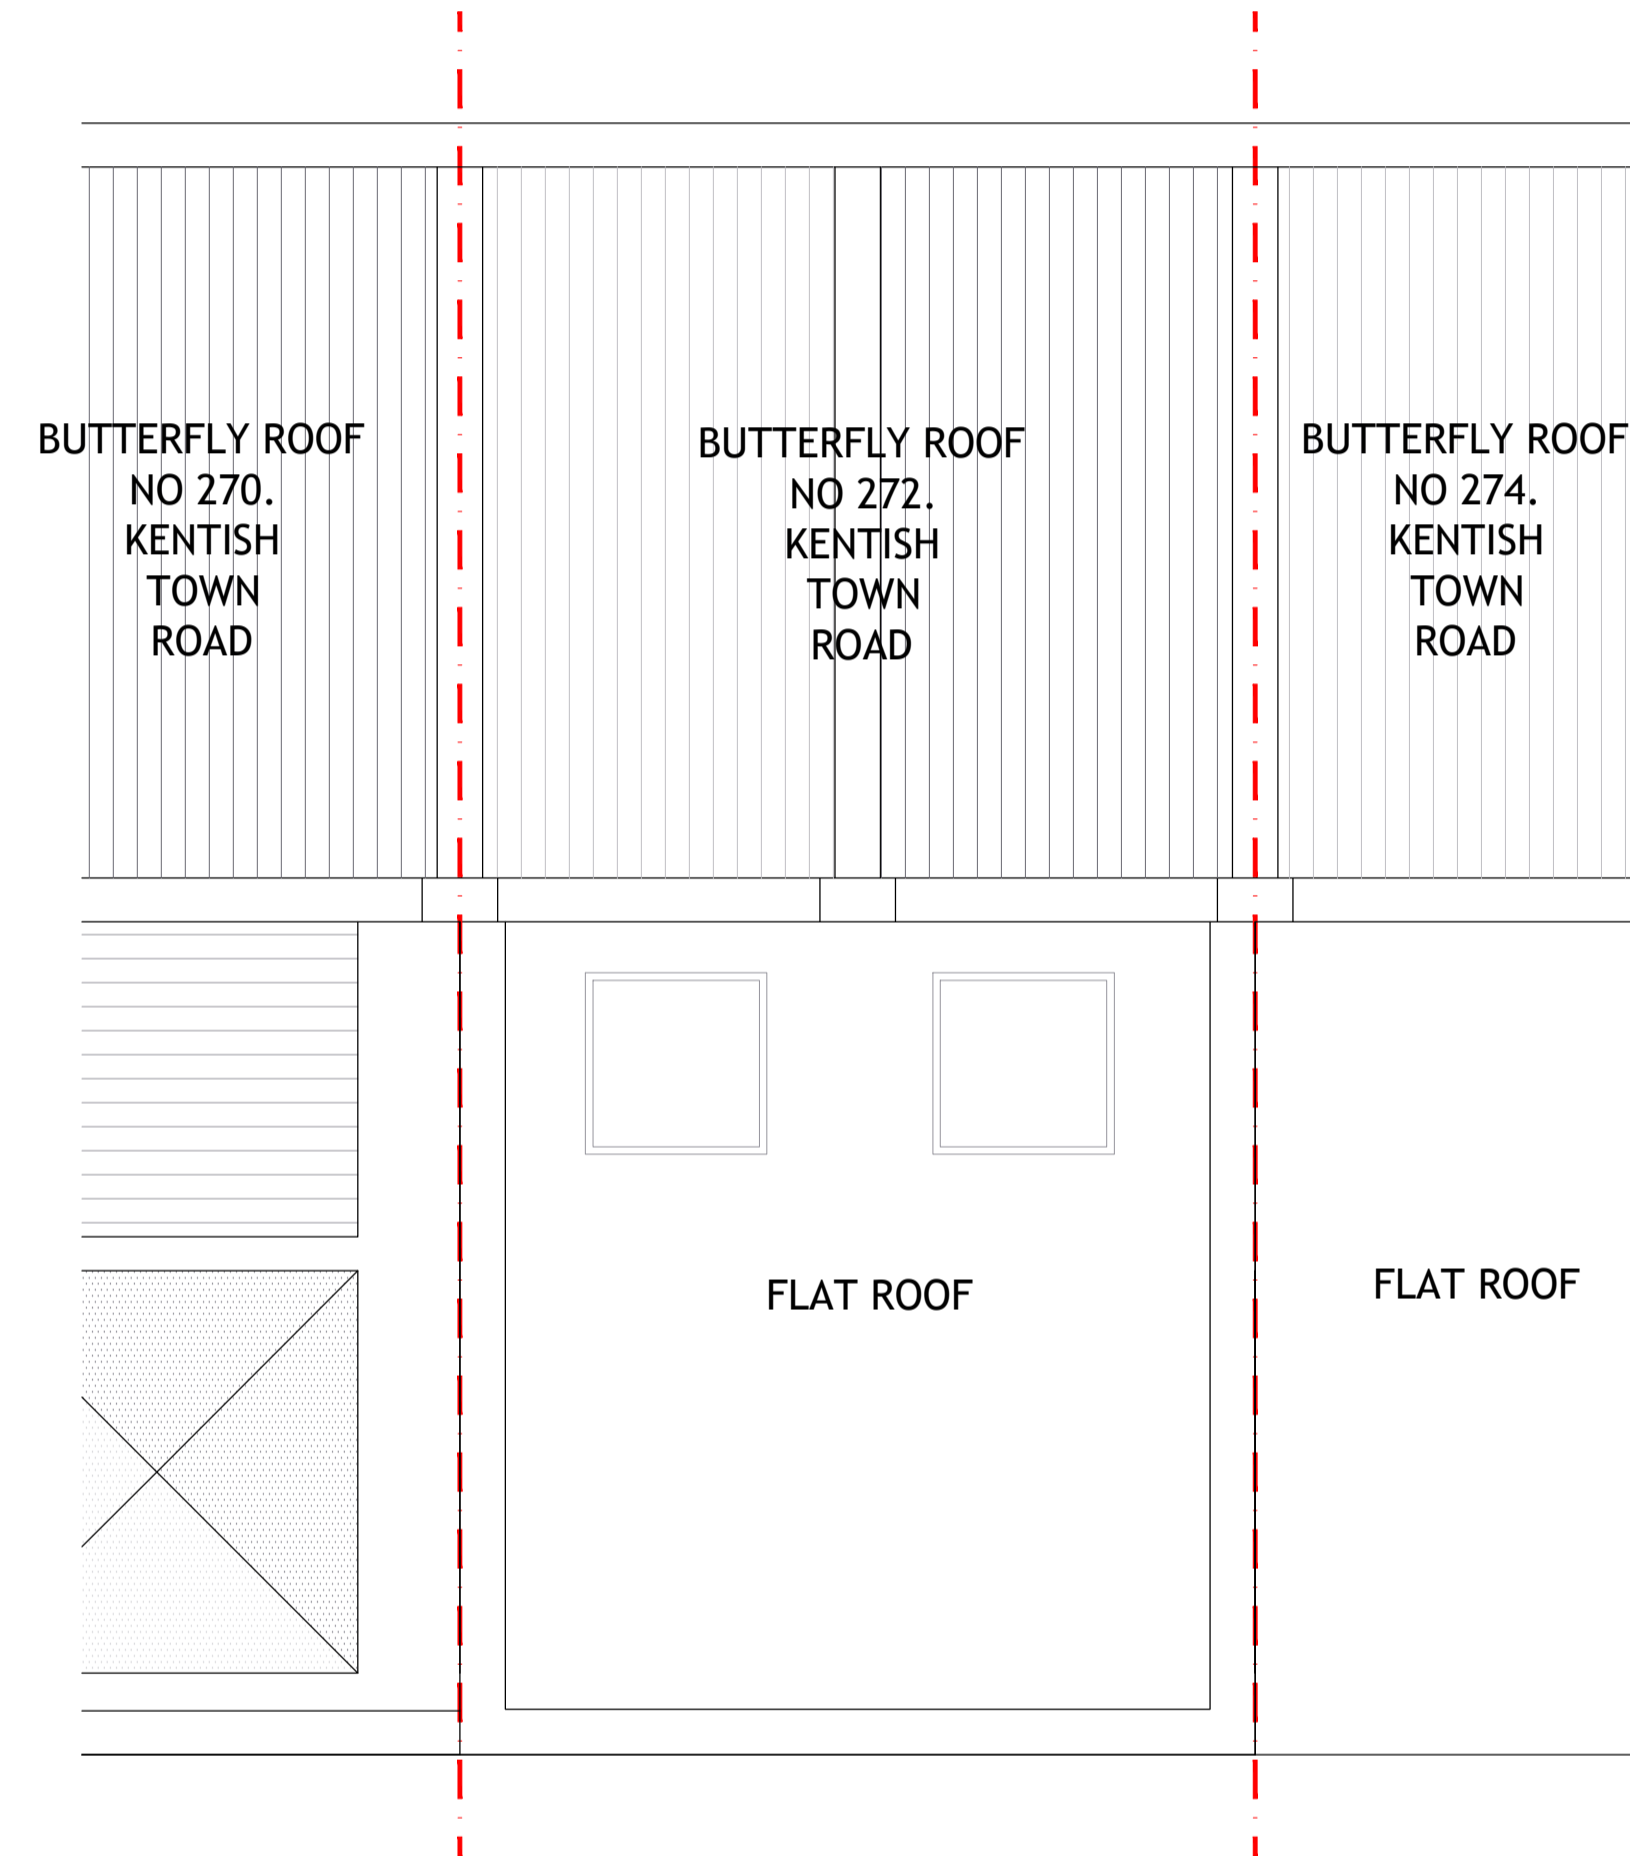 BUTTERFLY ROOF
NO 270.
KENTISH
TOWN
ROAD
BUTTERFLY ROOF
NO 272.
KENTISH
TOWN
ROAD
BUTTERFLY ROOF
NO 274.
KENTISH
TOWN
ROAD
FLAT ROOF
FLAT ROOF